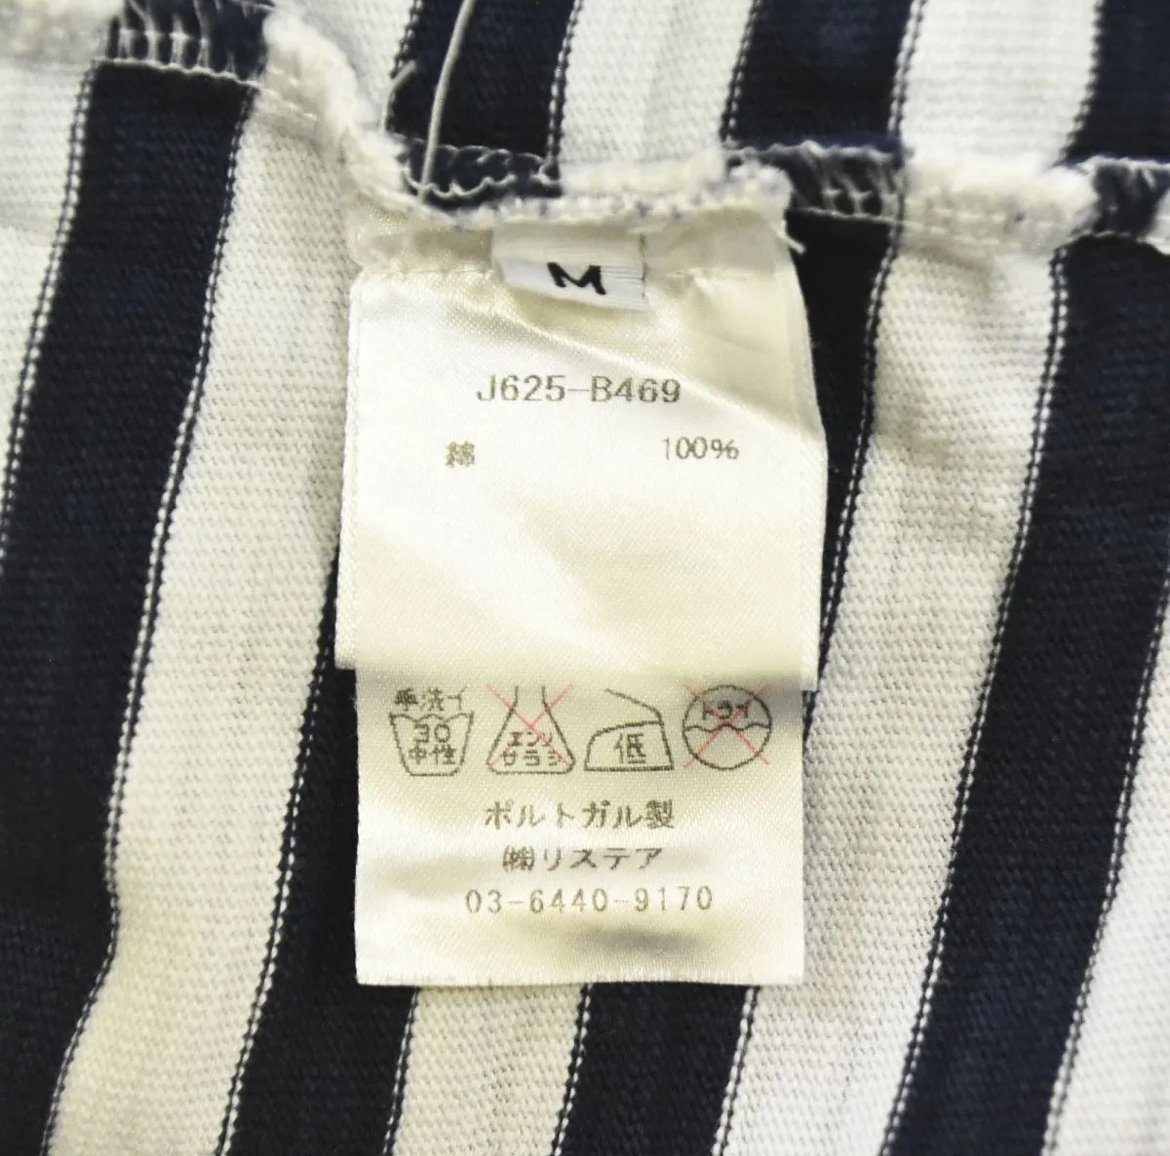 M
J625-B469
綿 100%
手洗イ
30
中性
エンソ
サラシ
低
ドライ
ポルトガル製
㈱リステア
03-6440-9170